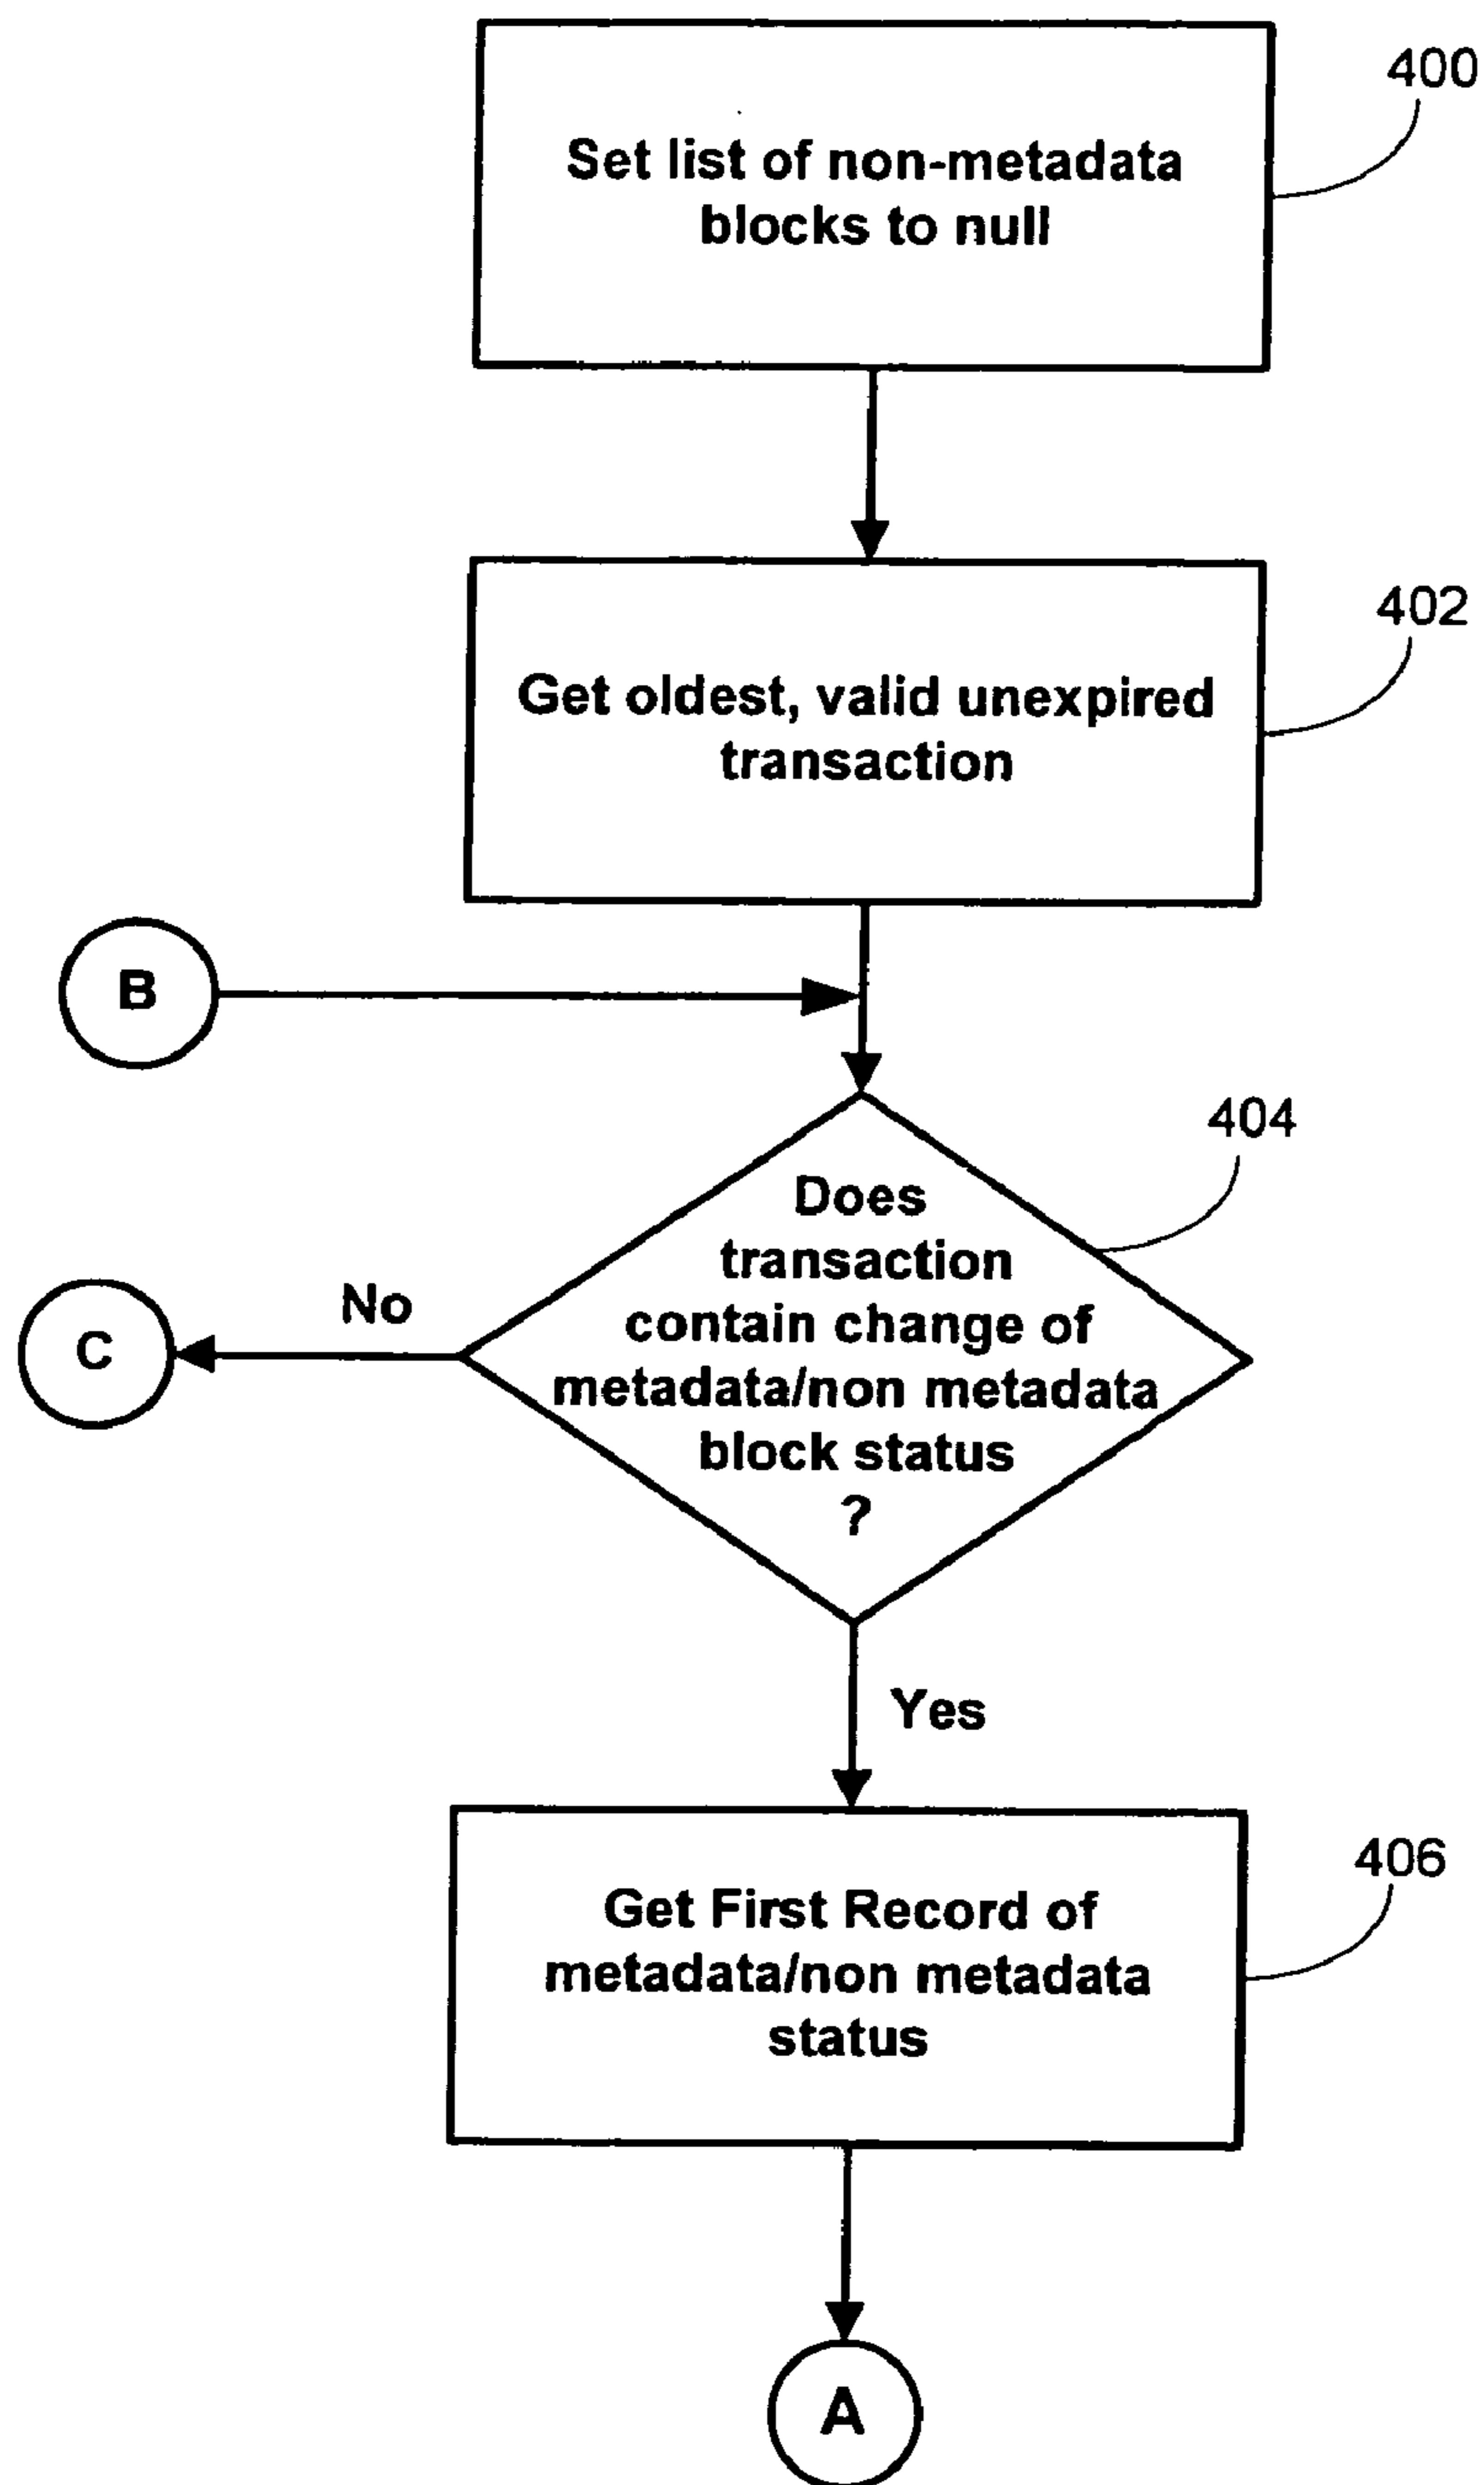 400
Set list of non-metadata
blocks to null
402
Get oldest, valid unexpired
transaction
B
404
Does
transaction
contain change of
metadata/non metadata
block status
?
No
C
Yes
406
Get First Record of
metadata/non metadata
status
A